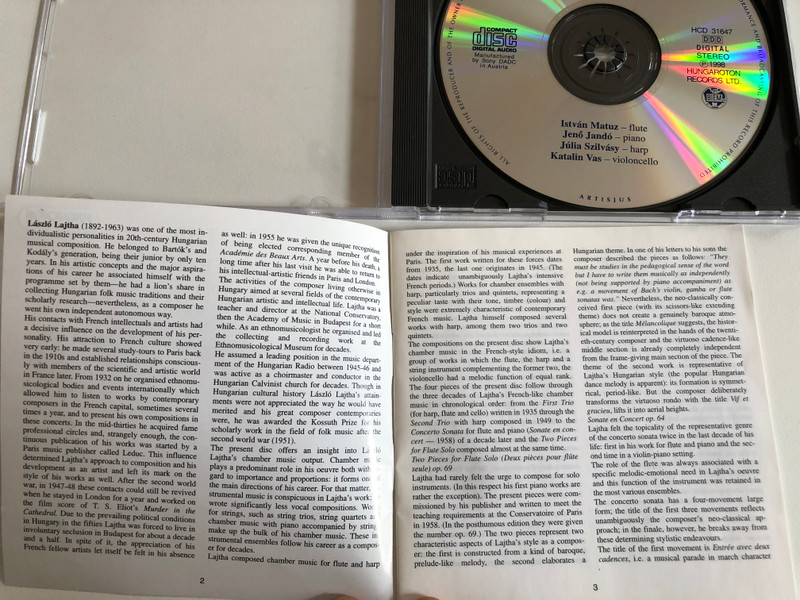 COMPACT
disc
DIGITAL AUDIO
Manufactured
by Sony DADC
in Austria
HCD 31647
DDD
DIGITAL
STEREO
Ⓟ 1998
HUNGAROTON
RECORDS LTD.
ALL RIGHTS OF THE REPRODUCER AND OF THE OWNER
PERFORMANCE AND BROADCASTING OF THIS RECORD PROHIBITED
István Matuz – flute
Jenő Jandó – piano
Júlia Szilvásy – harp
Katalin Vas – violoncello
ARTISJUS
László Lajtha (1892-1963) was one of the most in-
dividualistic personalities in 20th-century Hungarian
musical composition. He belonged to Bartók's and
Kodály's generation, being their junior by only ten
years. In his artistic concepts and the major aspira-
tions of his career he associated himself with the
programme set by them—he had a lion's share in
collecting Hungarian folk music traditions and their
scholarly research—nevertheless, as a composer he
went his own independent autonomous way.
His contacts with French intellectuals and artists had
a decisive influence on the development of his per-
sonality. His attraction to French culture showed
very early: he made several study-tours to Paris back
in the 1910s and established relationships conscious-
ly with members of the scientific and artistic world
in France later. From 1932 on he organised ethnomu-
sicological bodies and events internationally which
allowed him to listen to works by contemporary
composers in the French capital, sometimes several
times a year, and to present his own compositions in
these concerts. In the mid-thirties he acquired fame
in professional circles and, strangely enough, the con-
tinuous publication of his works was started by a
Paris music publisher called Leduc. This influence
determined Lajtha's approach to composition and his
development as an artist and left its mark on the
style of his works as well. After the second world
war, in 1947-48 these contacts could still be revived
when he stayed in London for a year and worked on
the film score of T. S. Eliot's Murder in the
Cathedral. Due to the prevailing political conditions
in Hungary in the fifties Lajtha was forced to live in
involuntary seclusion in Budapest for about a decade
and a half. In spite of it, the appreciation of his
French fellow artists let itself be felt in his absence
2
as well: in 1955 he had given the unique recognition
of being elected corresponding member of the
Académie des Beaux Arts. A year before his death, a
long time after his last visit he was able to return to
his intellectual-artistic friends in Paris and London.
The activities of the composer living otherwise in
Hungary aimed at several fields of the contemporary
Hungarian artistic and intellectual life. Lajtha was a
teacher and director at the National Conservatory,
then the Academy of Music in Budapest for a short
while. As an ethnomusicologist he organised and led
the collecting and recording work at the
Ethnomusicological Museum for decades.
He assumed a leading position in the music depart-
ment of the Hungarian Radio between 1945-46 and
was active as a choirmaster and conductor in the
Hungarian Calvinist church for decades. Though in
Hungarian cultural history László Lajtha's attain-
ments were not appreciated the way he would have
merited and his great composer contemporaries
were, he was awarded the Kossuth Prize for his
scholarly work in the field of folk music after the
second world war (1951).
The present disc offers an insight into László
Lajtha's chamber music output. Chamber music
plays a predominant role in his oeuvre both with re-
gard to importance and proportions: it forms one of
the main directions of his career. For that matter, in-
strumental music is conspicuous in Lajtha's work; he
wrote significantly less vocal compositions. Works
for strings, such as string trios, string quartets and
chamber music with piano accompanied by strings
make up the bulk of his chamber music. These in-
strumental ensembles follow his career as a compos-
er for decades.
Lajtha composed chamber music for flute and harp
under the inspiration of his musical experiences at
Paris. The first work written for these forces dates
from 1935, the last one originates in 1945. (The
dates indicate unambiguously Lajtha's intensive
French periods.) Works for chamber ensembles with
harp, particularly trios and quintets, representing a
peculiar taste with their tone, timbre (colour) and
style were extremely characteristic of contemporary
French music. Lajtha himself composed several
works with harp, among them two trios and two
quintets.
The compositions on the present disc show Lajtha's
chamber music in the French-style idioms, i.e. a
group of works in which the flute, the harp and a
string instrument complementing the former two, the
violoncello had a melodic function of equal rank.
The four pieces of the present disc follow through
the three decades of Lajtha's French-like chamber
music in chronological order: from the First Trio
(for harp, flute and cello) written in 1935 through the
Second Trio with harp composed in 1949 to the
Concerto Sonata for flute and piano (Sonate en con-
cert — 1958) of a decade later and the Two Pieces
for Flute Solo composed almost at the same time.
Two Pieces for Flute Solo (Deux pièces pour flûte
seule) op. 69
Lajtha had rarely felt the urge to compose for solo
instruments. (In this respect his first piano works are
rather the exception). The present pieces were com-
missioned by his publisher and written to meet the
teaching requirements at the Conservatoire of Paris
in 1958. (In the posthumous edition they were given
the number op. 69.) The two pieces represent two
characteristic aspects of Lajtha's style as a compos-
er: the first is constructed from a kind of baroque,
prelude-like melody, the second elaborates a
Hungarian theme. In one of his letters to his sons the
composer described the pieces as follows: "They
must be studies in the pedagogical sense of the word
but I have to write them musically as independently
(not being supported by piano accompaniment) as
e.g. a movement of Bach's violin, gamba or flute
sonatas was." Nevertheless, the neo-classically con-
ceived first piece (with its scissors-like extending
theme) does not create a genuinely baroque atmo-
sphere; as the title Mélancolique suggests, the histor-
ical model is reinterpreted in the hands of the twenti-
eth-century composer and the virtuoso cadence-like
middle section is already completely independent
from the frame-giving main section of the piece. The
theme of the second work is representative of
Lajtha's Hungarian style (the popular Hungarian
dance melody is apparent): its formation is symmet-
rical, period-like. But the composer deliberately
transforms the virtuoso rondo with the title Vif et
gracieu, lifts it into aerial heights.
Sonate en Concert op. 64
Lajtha felt the topicality of the representative genre
of the concerto sonata twice in the last decade of his
life: first in his work for flute and piano and the sec-
ond time in a violin-piano setting.
The role of the flute was always associated with a
specific melodic-emotional need in Lajtha's oeuvre
and this function of the instrument was retained in
the most various ensembles.
The concerto sonata has a four-movement large
form; the title of the first three movements reflects
unambiguously the composer's neo-classical ap-
proach; in the finale, however, he breaks away from
these determining stylistic endeavours.
The title of the first movement is Entrée avec deux
cadences, i.e. a musical parade in march character
3